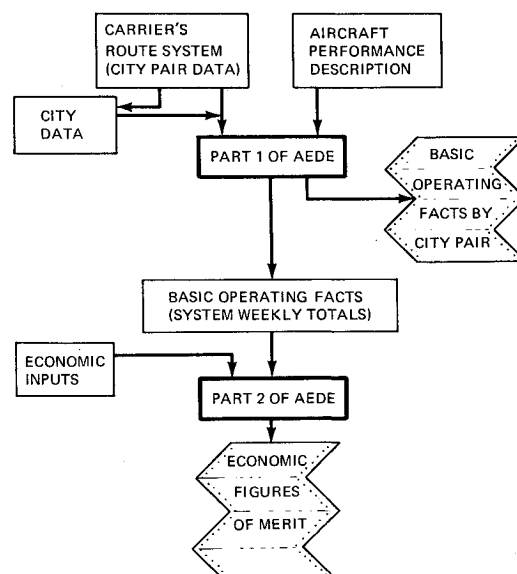 CARRIER'S
ROUTE SYSTEM
(CITY PAIR DATA)
AIRCRAFT
PERFORMANCE
DESCRIPTION
CITY
DATA
PART 1 OF AEDE
BASIC
OPERATING
FACTS BY
CITY PAIR
BASIC OPERATING FACTS
(SYSTEM WEEKLY TOTALS)
ECONOMIC
INPUTS
PART 2 OF AEDE
ECONOMIC
FIGURES
OF MERIT